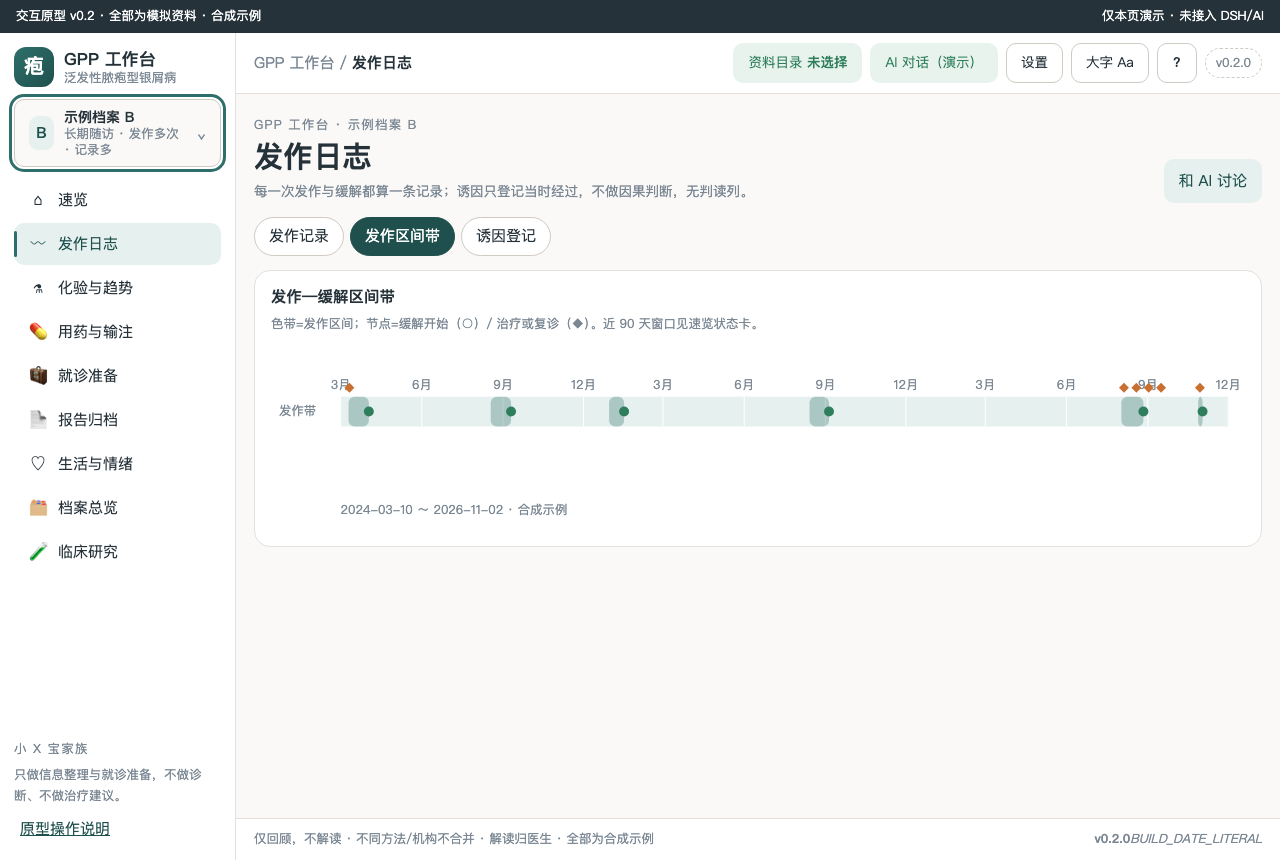 交互原型 v0.2 · 全部为模拟资料 · 合成示例
仅本页演示 · 未接入 DSH/AI
疱
GPP 工作台
泛发性脓疱型银屑病
B
示例档案 B
长期随访 · 发作多次
· 记录多
速览
发作日志
化验与趋势
用药与输注
就诊准备
报告归档
生活与情绪
档案总览
临床研究
小 X 宝家族
只做信息整理与就诊准备，不做诊
断、不做治疗建议。
原型操作说明
GPP 工作台 / 发作日志
资料目录 未选择
AI 对话（演示）
设置
大字 Aa
?
v0.2.0
GPP 工作台 · 示例档案 B
发作日志
每一次发作与缓解都算一条记录；诱因只登记当时经过，不做因果判断，无判读列。
和 AI 讨论
发作记录
发作区间带
诱因登记
发作—缓解区间带
色带=发作区间；节点=缓解开始（○）/ 治疗或复诊（◆）。近 90 天窗口见速览状态卡。
3月 6月 9月 12月 3月 6月 9月 12月 3月 6月 9月 12月
发作带
2024-03-10 ～ 2026-11-02 · 合成示例
仅回顾，不解读 · 不同方法/机构不合并 · 解读归医生 · 全部为合成示例
v0.2.0BUILD_DATE_LITERAL